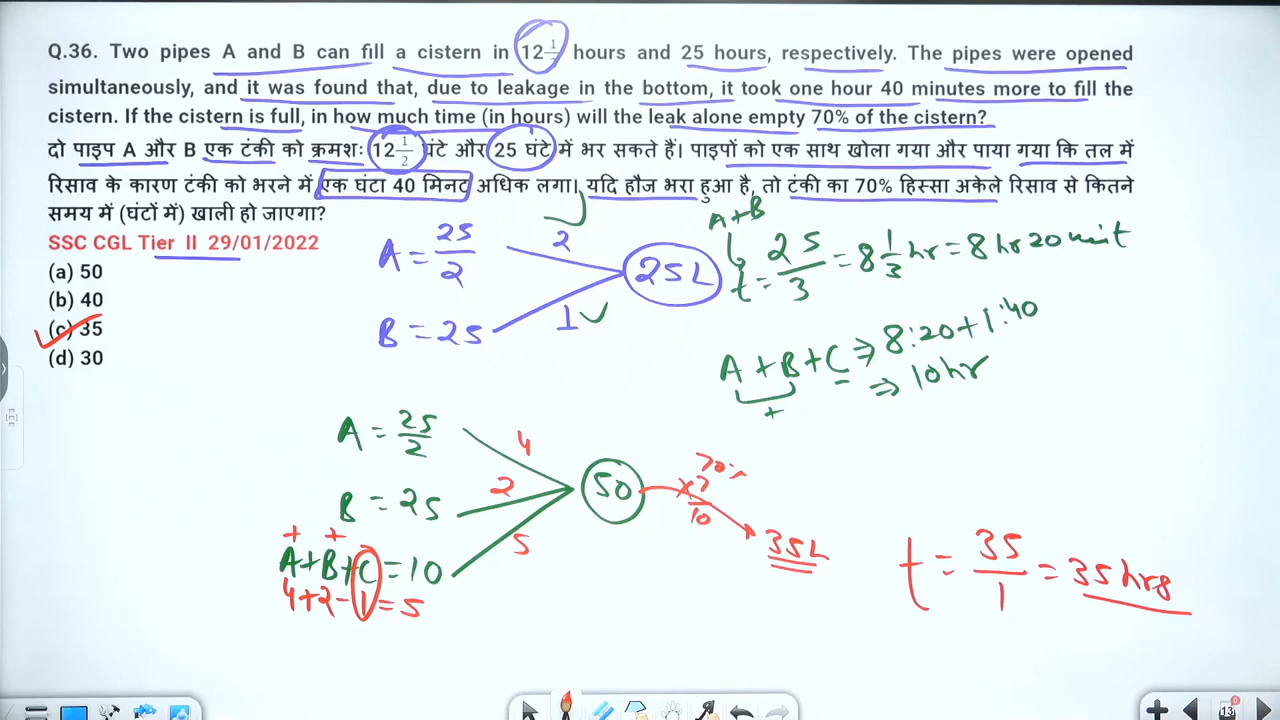 Q.36. Two pipes A and B can fill a cistern in 12 1/ hours and 25 hours, respectively. The pipes were opened
simultaneously, and it was found that, due to leakage in the bottom, it took one hour 40 minutes more to fill the
cistern. If the cistern is full, in how much time (in hours) will the leak alone empty 70% of the cistern?
दो पाइप A और B एक टंकी को क्रमशः 12 1/2 घंटे और 25 घंटे में भर सकते हैं। पाइपों को एक साथ खोला गया और पाया गया कि तल में
रिसाव के कारण टंकी को भरने में एक घंटा 40 मिनट अधिक लगा। यदि हौज भरा हुआ है, तो टंकी का 70% हिस्सा अकेले रिसाव से कितने
समय में (घंटों में) खाली हो जाएगा?
SSC CGL Tier II 29/01/2022
(a) 50
(b) 40
(c) 35
(d) 30
A = 25/2
2
25L
B = 25
1
A+B
t = 25/3 = 8 1/3 hr = 8 hr 20 minit
A + B + C ⇒ 8:20 + 1:40
+
⇒ 10 hr
A = 25/2
4
B = 25
2
50
70%
×7/10
35L
+ +
A+B+C = 10
5
4+2-1 = 5
t = 35/1 = 35 hrs
13